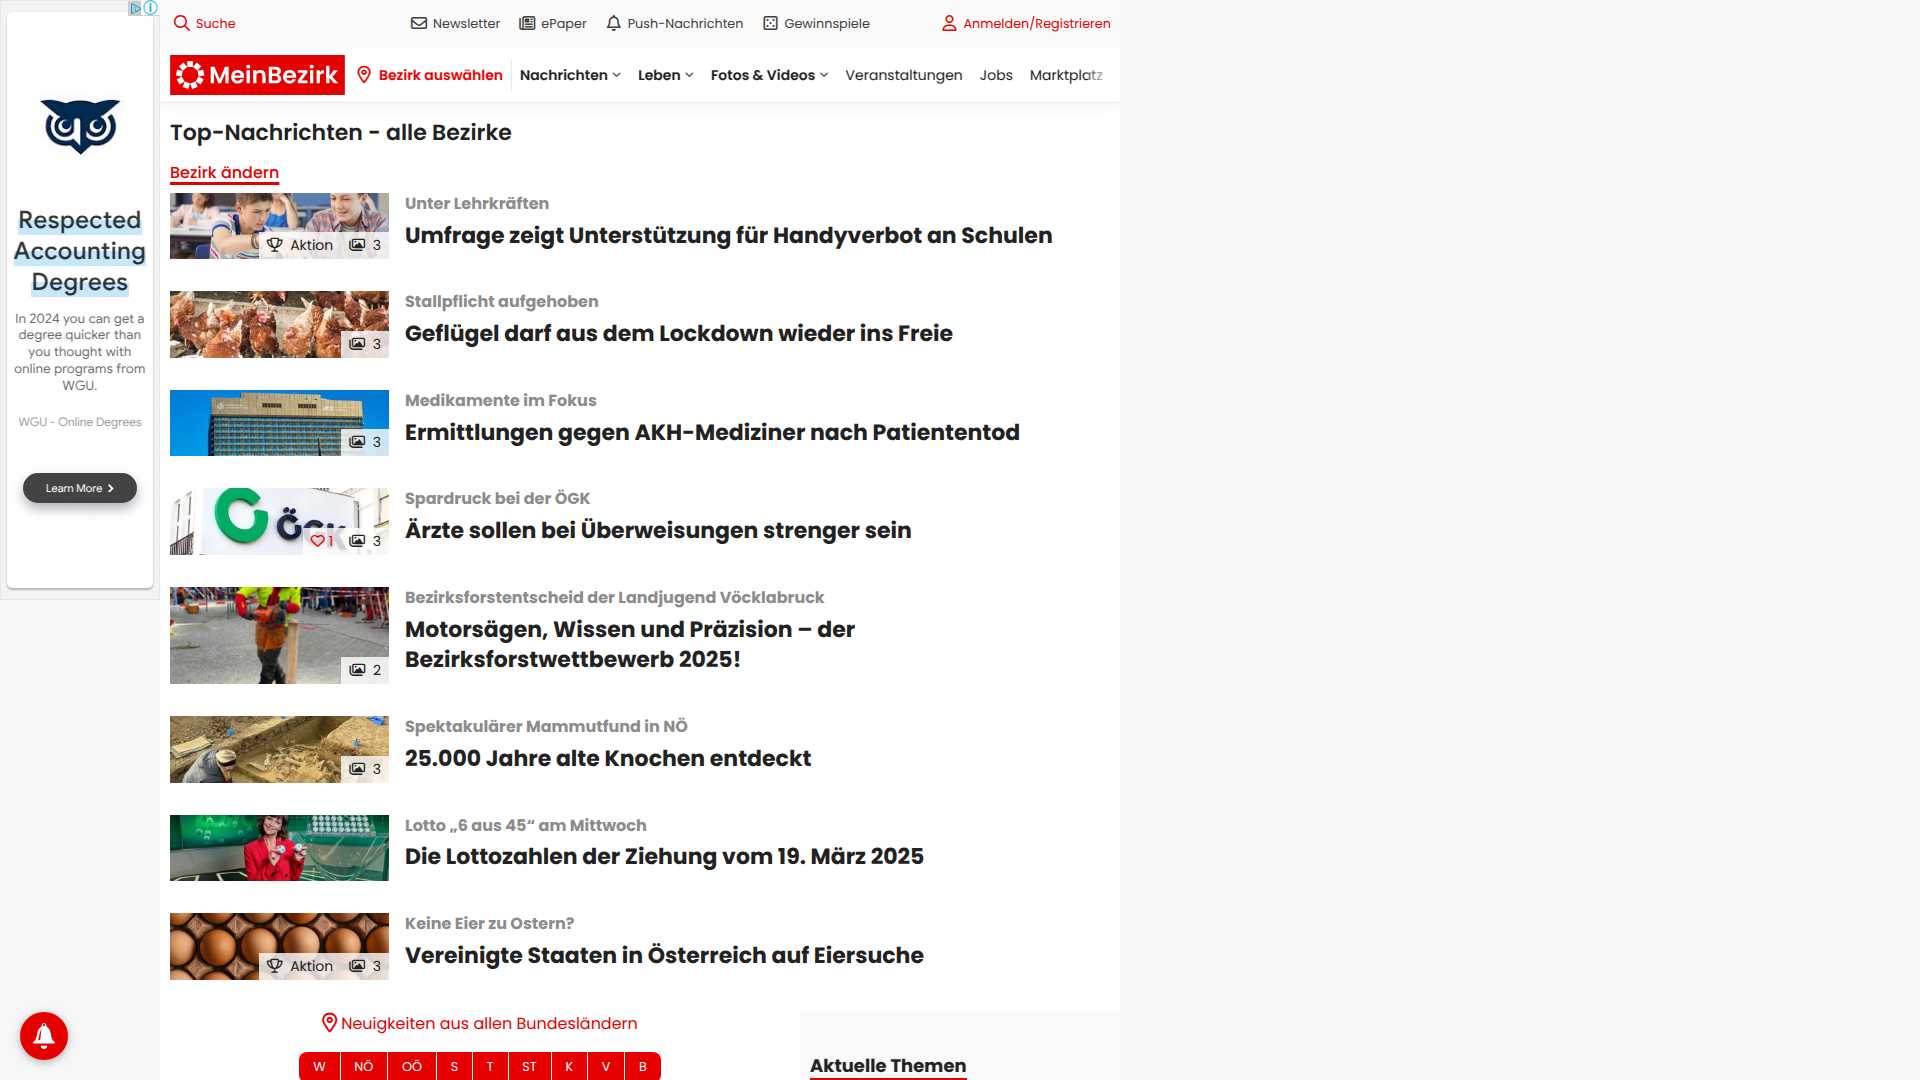 Suche
Newsletter
ePaper
Push-Nachrichten
Gewinnspiele
Anmelden/Registrieren
MeinBezirk
Bezirk auswählen
Nachrichten
Leben
Fotos & Videos
Veranstaltungen
Jobs
Marktplatz
Respected
Accounting
Degrees
In 2024 you can get a
degree quicker than
you thought with
online programs from
WGU.
WGU - Online Degrees
Learn More
Top-Nachrichten - alle Bezirke
Bezirk ändern
Aktion 3
Unter Lehrkräften
Umfrage zeigt Unterstützung für Handyverbot an Schulen
3
Stallpflicht aufgehoben
Geflügel darf aus dem Lockdown wieder ins Freie
3
Medikamente im Fokus
Ermittlungen gegen AKH-Mediziner nach Patiententod
ÖGK
1 3
Spardruck bei der ÖGK
Ärzte sollen bei Überweisungen strenger sein
2
Bezirksforstentscheid der Landjugend Vöcklabruck
Motorsägen, Wissen und Präzision – der
Bezirksforstwettbewerb 2025!
3
Spektakulärer Mammutfund in NÖ
25.000 Jahre alte Knochen entdeckt
Lotto „6 aus 45“ am Mittwoch
Die Lottozahlen der Ziehung vom 19. März 2025
Aktion 3
Keine Eier zu Ostern?
Vereinigte Staaten in Österreich auf Eiersuche
Neuigkeiten aus allen Bundesländern
W NÖ OÖ S T ST K V B
Aktuelle Themen